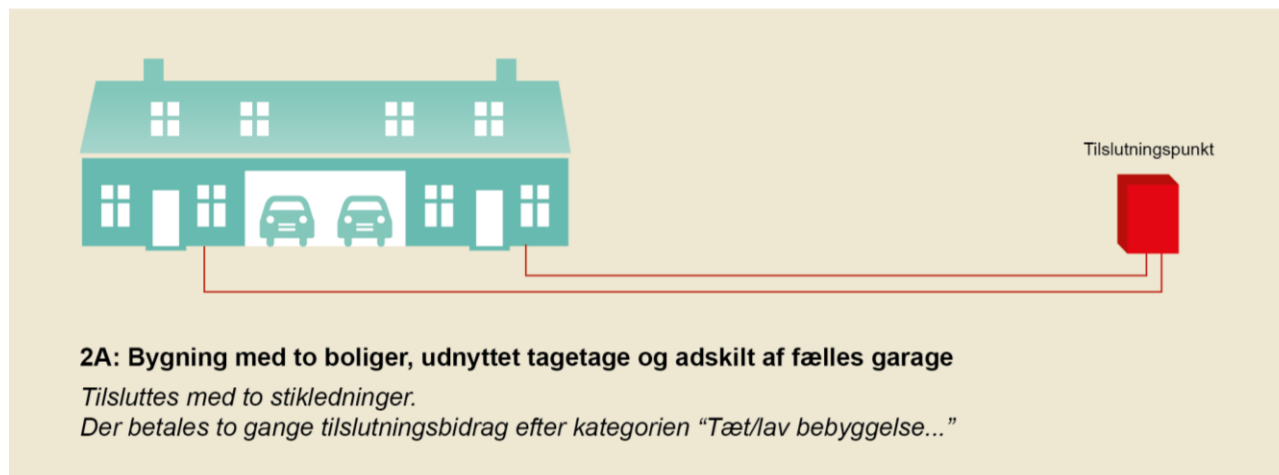 Tilslutningspunkt
2A: Bygning med to boliger, udnyttet tagetage og adskilt af fælles garage
Tilsluttes med to stikledninger.
Der betales to gange tilslutningsbidrag efter kategorien “Tæt/lav bebyggelse...”